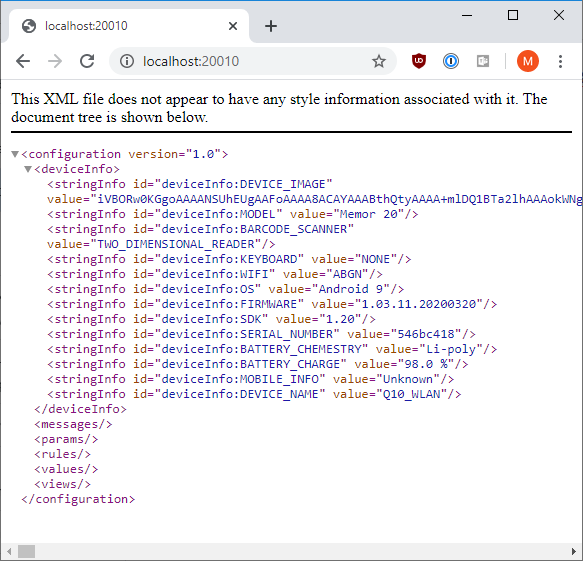 localhost:20010
localhost:20010
M
This XML file does not appear to have any style information associated with it. The
document tree is shown below.
<configuration version="1.0">
<deviceInfo>
<stringInfo id="deviceInfo:DEVICE_IMAGE"
value="iVBORw0KGgoAAAANSUhEUgAAFoAAAA8ACAYAAABthQtyAAAA+mlDQ1BTa2lhAAAokWNg
<stringInfo id="deviceInfo:MODEL" value="Memor 20"/>
<stringInfo id="deviceInfo:BARCODE_SCANNER"
value="TWO_DIMENSIONAL_READER"/>
<stringInfo id="deviceInfo:KEYBOARD" value="NONE"/>
<stringInfo id="deviceInfo:WIFI" value="ABGN"/>
<stringInfo id="deviceInfo:OS" value="Android 9"/>
<stringInfo id="deviceInfo:FIRMWARE" value="1.03.11.20200320"/>
<stringInfo id="deviceInfo:SDK" value="1.20"/>
<stringInfo id="deviceInfo:SERIAL_NUMBER" value="546bc418"/>
<stringInfo id="deviceInfo:BATTERY_CHEMESTRY" value="Li-poly"/>
<stringInfo id="deviceInfo:BATTERY_CHARGE" value="98.0 %"/>
<stringInfo id="deviceInfo:MOBILE_INFO" value="Unknown"/>
<stringInfo id="deviceInfo:DEVICE_NAME" value="Q10_WLAN"/>
</deviceInfo>
<messages/>
<params/>
<rules/>
<values/>
<views/>
</configuration>